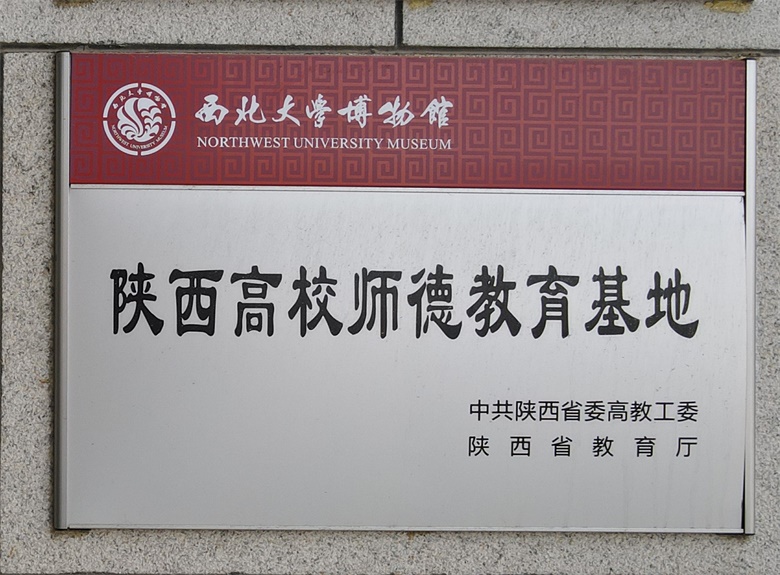 西北大学博物館
NORTHWEST UNIVERSITY MUSEUM
陕西高校师德教育基地
中共陕西省委高教工委
陕西省教育厅